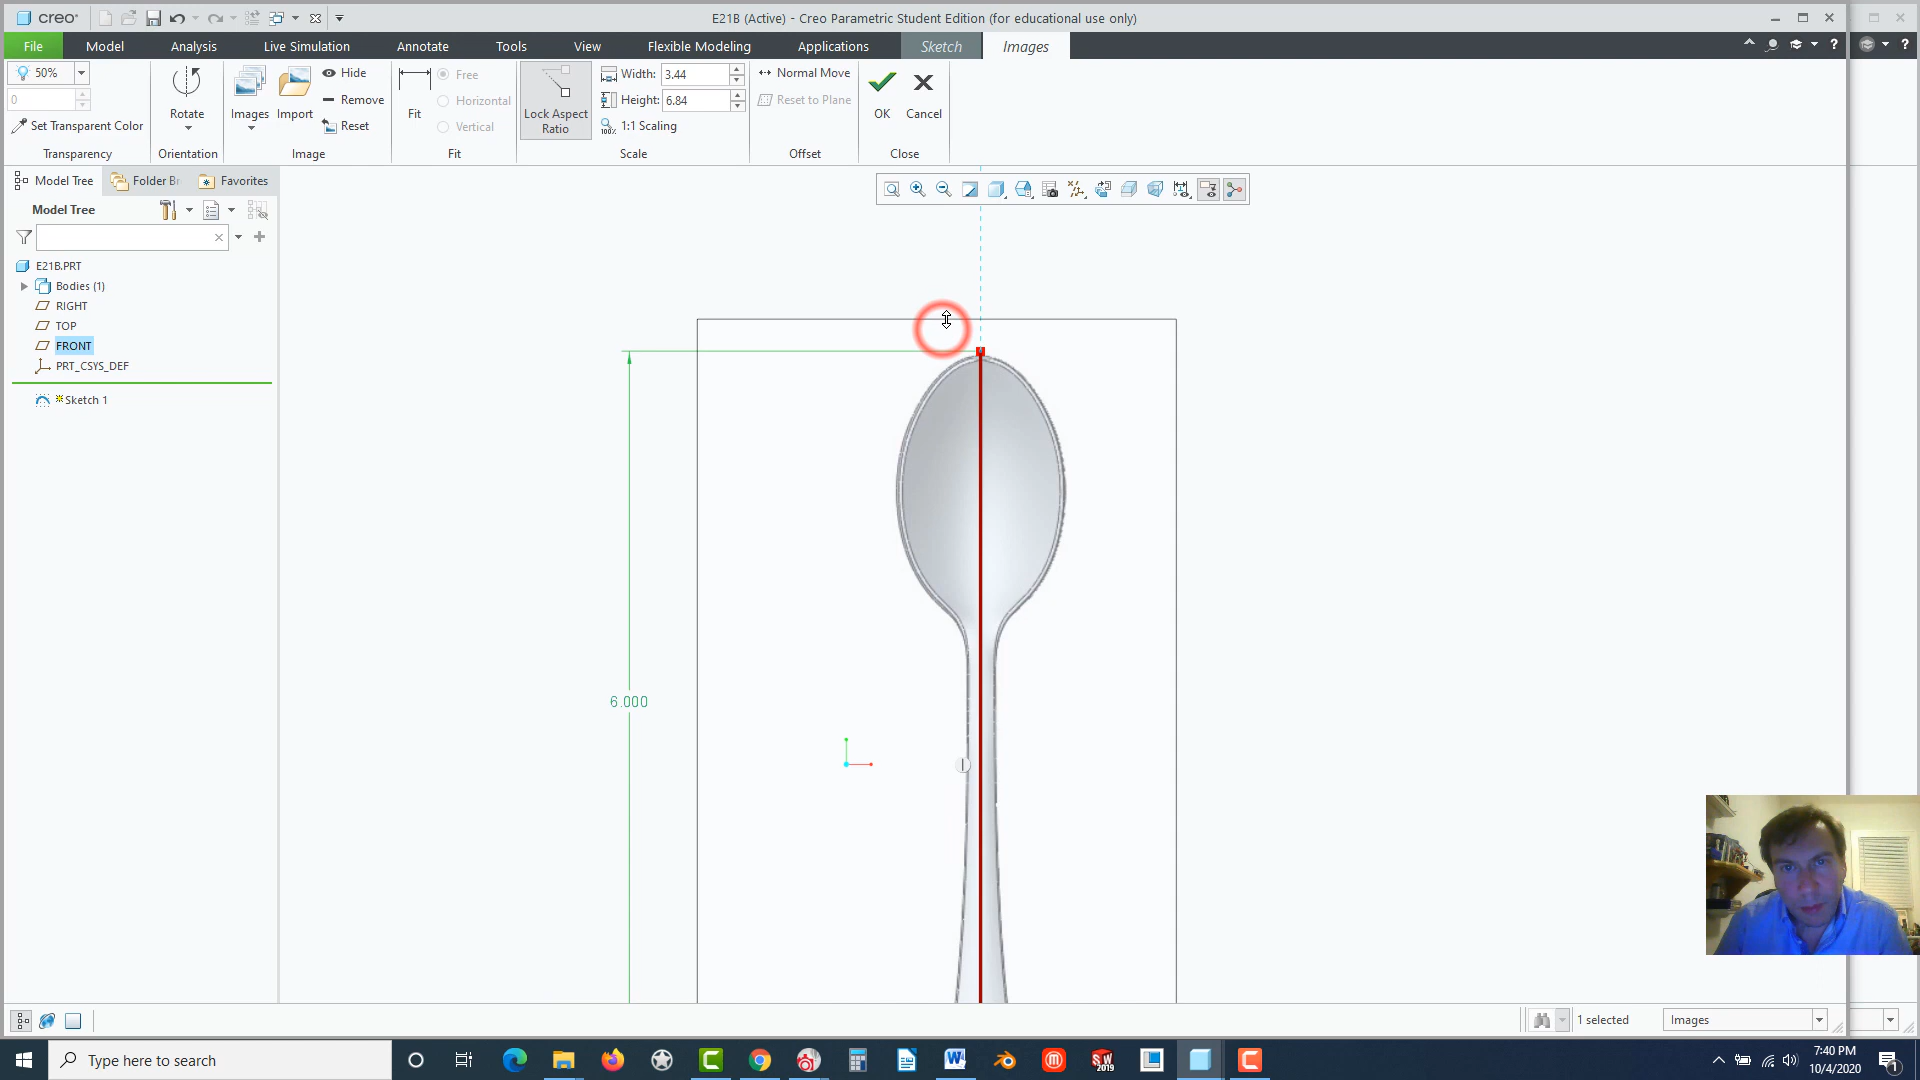 creo
E21B (Active) - Creo Parametric Student Edition (for educational use only)
File Model Analysis Live Simulation Annotate Tools View Flexible Modeling Applications Sketch Images
50%
0
Set Transparent Color
Transparency
Rotate
Orientation
Images
Import
Hide
Remove
Reset
Image
Fit
Free
Horizontal
Vertical
Fit
Lock Aspect
Ratio
Width: 3.44
Height: 6.84
100%
1:1 Scaling
Scale
Normal Move
Reset to Plane
Offset
OK
Cancel
Close
Model Tree Folder Br Favorites
Model Tree
E21B.PRT
Bodies (1)
RIGHT
TOP
FRONT
PRT_CSYS_DEF
Sketch 1
6.000
1 selected
Images
Type here to search
W
SW
2019
7:40 PM
10/4/2020
1